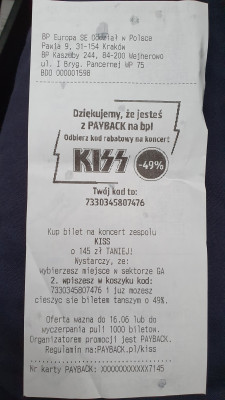 BP Europa SE Oddział w Polsce
Pawia 9, 31-154 Kraków
BP Kaszëby 244, 84-200 Wejherowo
ul. I Bryg. Pancernej WP 75
BDO 000001598
Dziękujemy, że jesteś
z PAYBACK na bp!
Odbierz kod rabatowy na koncert
KISS -49%
Twój kod to:
7330345807476
Kup bilet na koncert zespołu
KISS
o 145 zł TANIEJ!
Wystarczy, że:
wybierzesz miejsce w sektorze GA
2. wpiszesz w koszyku kod:
7330345807476 i już możesz
cieszyć się biletem tańszym o 49%.
Oferta ważna do 16.06 lub do
wyczerpania puli 1000 biletów.
Organizatorem promocji jest PAYBACK.
Regulamin na:PAYBACK.pl/kiss
Nr karty PAYBACK: XXXXXXXXXXXX7145